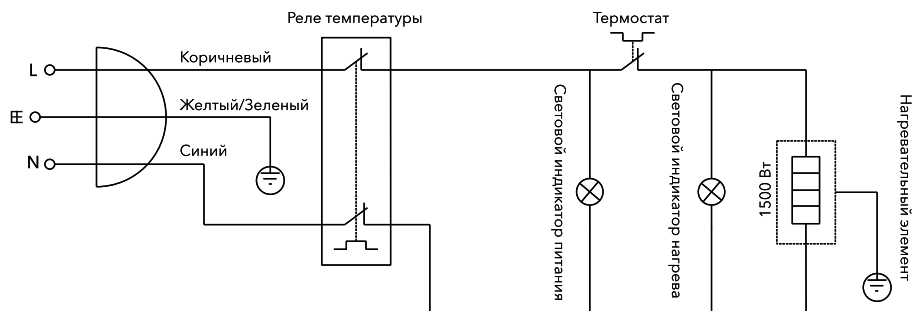 Реле температуры
Термостат
L
Коричневый
Желтый/Зеленый
N
Синий
Световой индикатор питания
Световой индикатор нагрева
1500 Вт
Нагревательный элемент